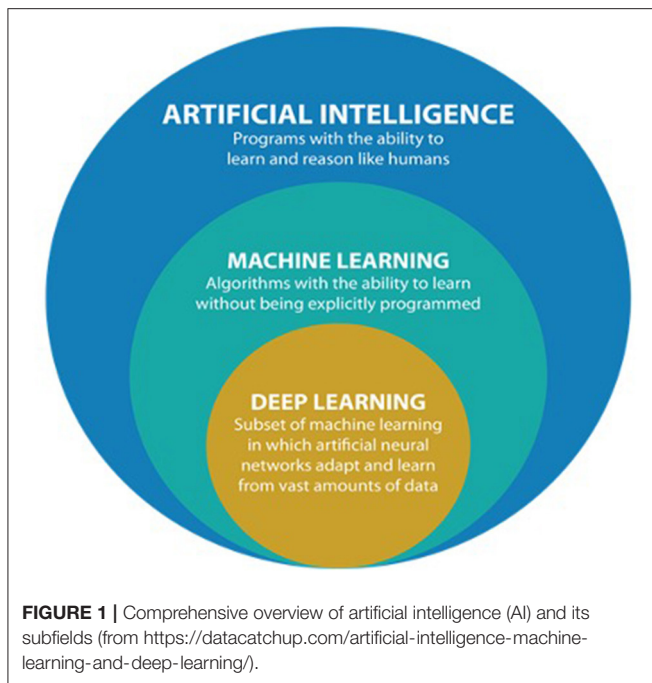 ARTIFICIAL INTELLIGENCE
Programs with the ability to
learn and reason like humans
MACHINE LEARNING
Algorithms with the ability to learn
without being explicitly programmed
DEEP LEARNING
Subset of machine learning
in which artificial neural
networks adapt and learn
from vast amounts of data
FIGURE 1 | Comprehensive overview of artificial intelligence (AI) and its
subfields (from https://datacatchup.com/artificial-intelligence-machine-
learning-and-deep-learning/).